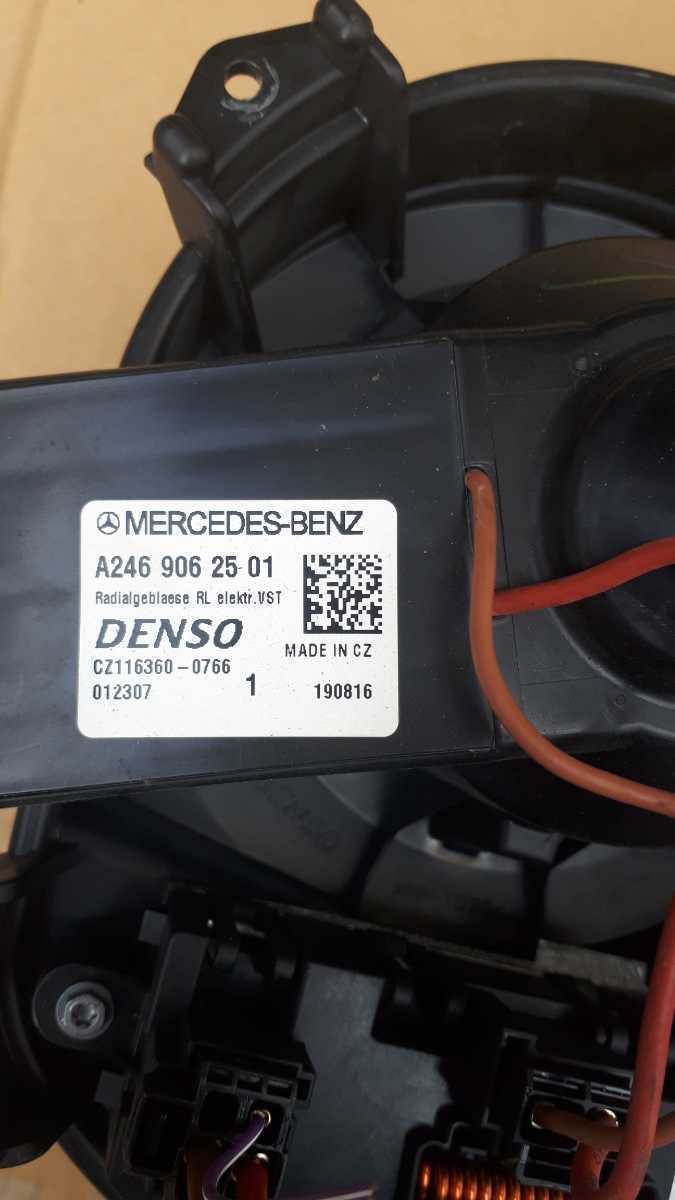 MERCEDES-BENZ
A246 906 25 01
Radialgeblaese RL elektr.VST
DENSO
MADE IN CZ
CZ116360-0766
012307 1 190816